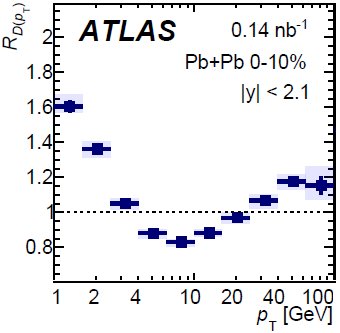 R_D(p_T)
ATLAS
0.14 nb⁻¹
Pb+Pb 0-10%
|y| < 2.1
2
1.8
1.6
1.4
1.2
1
0.8
1 2 4 10 20 40 100
p_T [GeV]